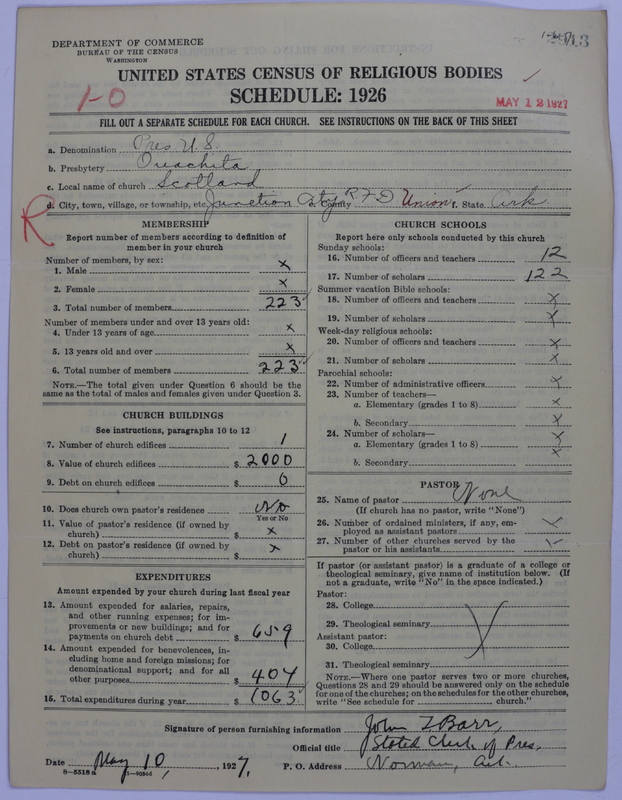 DEPARTMENT OF COMMERCE
BUREAU OF THE CENSUS
WASHINGTON
UNITED STATES CENSUS OF RELIGIOUS BODIES
SCHEDULE: 1926
1-0
MAY 12 1927
FILL OUT A SEPARATE SCHEDULE FOR EACH CHURCH. SEE INSTRUCTIONS ON THE BACK OF THIS SHEET
a. Denomination Pres U.S.
b. Presbytery Ouachita
c. Local name of church Scotland
R d. City, town, village, or township, etc Junction City RFD e. County Union f. State Ark
MEMBERSHIP
Report number of members according to definition of member in your church
Number of members, by sex:
1. Male x
2. Female x
3. Total number of members 223
Number of members under and over 13 years old:
4. Under 13 years of age x
5. 13 years old and over x
6. Total number of members 223
NOTE.—The total given under Question 6 should be
same as the total of males and females given under Question 3.
CHURCH BUILDINGS
See instructions, paragraphs 10 to 12
7. Number of church edifices 1
8. Value of church edifices $ 2000
9. Debt on church edifices $ 0
10. Does church own pastor's residence No
Yes or No
11. Value of pastor's residence (if owned by
church) $ x
12. Debt on pastor's residence (if owned by
church) $ x
EXPENDITURES
Amount expended by your church during last fiscal year
13. Amount expended for salaries, repairs,
and other running expenses; for im-
provements or new buildings; and for
payments on church debt $ 659
14. Amount expended for benevolences, in-
cluding home and foreign missions; for
denominational support; and for all
other purposes $ 404
15. Total expenditures during year $ 1063
CHURCH SCHOOLS
Report here only schools conducted by this church
Sunday schools:
16. Number of officers and teachers 12
17. Number of scholars 122
Summer vacation Bible schools:
18. Number of officers and teachers x
19. Number of scholars x
Week-day religious schools:
20. Number of officers and teachers x
21. Number of scholars x
Parochial schools:
22. Number of administrative officers x
23. Number of teachers—
a. Elementary (grades 1 to 8) x
b. Secondary x
24. Number of scholars—
a. Elementary (grades 1 to 8) x
b. Secondary x
PASTOR
25. Name of pastor None
(If church has no pastor, write "None")
26. Number of ordained ministers, if any, em-
ployed as assistant pastors x
27. Number of other churches served by the
pastor or his assistants x
If pastor (or assistant pastor) is a graduate of a college or
theological seminary, give name of institution below. (If
not a graduate, write "No" in the space indicated.)
Pastor:
28. College
29. Theological seminary
Assistant pastor:
30. College
31. Theological seminary
NOTE.—Where one pastor serves two or more churches,
Questions 28 and 29 should be answered only on the schedule
for one of the churches; on the schedules for the other churches,
write "See schedule for church."
Signature of person furnishing information John T Barr,
Official title Stated Clerk of Pres.
Date May 10, 1927, P. O. Address Norman, Ark.
8-5518 a